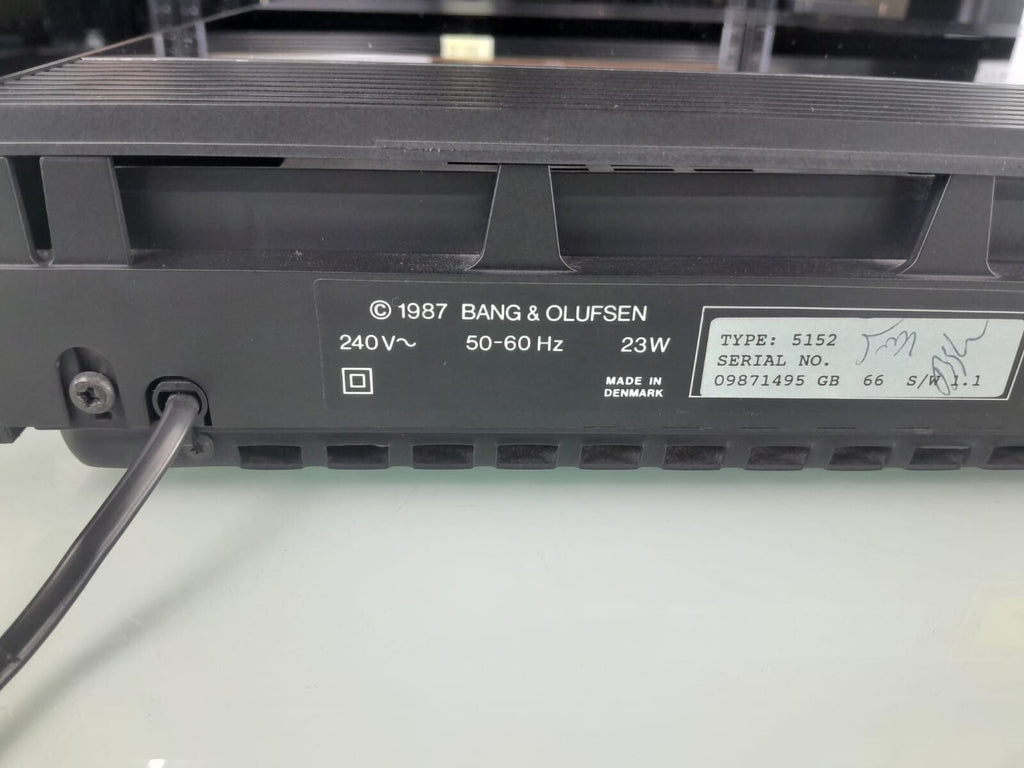 © 1987 BANG & OLUFSEN
240V~ 50-60 Hz 23W
MADE IN
DENMARK
TYPE: 5152
SERIAL NO.
09871495 GB 66 S/W 1.1